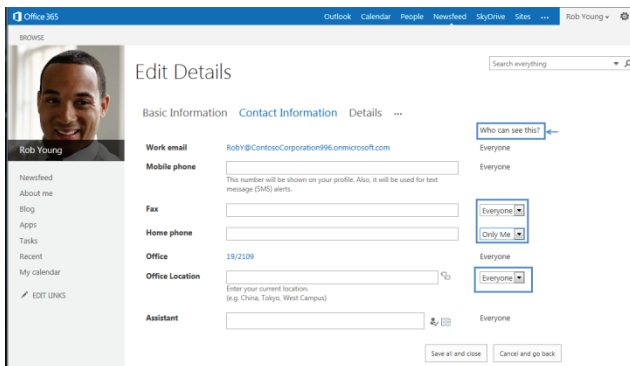 Office 365
Outlook Calendar People Newsfeed SkyDrive Sites ... Rob Young
BROWSE
Edit Details
Search everything
Basic Information Contact Information Details ...
Who can see this?
Rob Young
Work email RobY@ContosoCorporation996.onmicrosoft.com Everyone
Mobile phone Everyone
This number will be shown on your profile. Also, it will be used for text
message (SMS) alerts.
Newsfeed
About me
Blog
Apps
Tasks
Recent
My calendar
EDIT LINKS
Fax Everyone
Home phone Only Me
Office 19/2109 Everyone
Office Location Everyone
Enter your current location.
(e.g. China, Tokyo, West Campus)
Assistant Everyone
Save all and close Cancel and go back